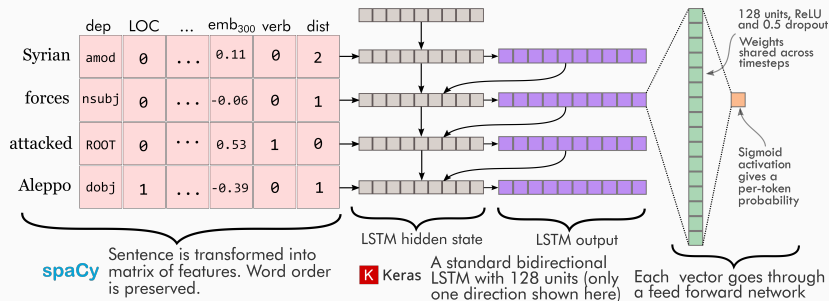 dep LOC ... emb300 verb dist
Syrian amod 0 ... 0.11 0 2
forces nsubj 0 ... -0.06 0 1
attacked ROOT 0 ... 0.53 1 0
Aleppo dobj 1 ... -0.39 0 1
128 units, ReLU
and 0.5 dropout
Weights
shared across
timesteps
Sigmoid
activation
gives a
per-token
probability
spaCy
Sentence is transformed into
matrix of features. Word order
is preserved.
LSTM hidden state
LSTM output
K Keras
A standard bidirectional
LSTM with 128 units (only
one direction shown here)
Each vector goes through
a feed forward network